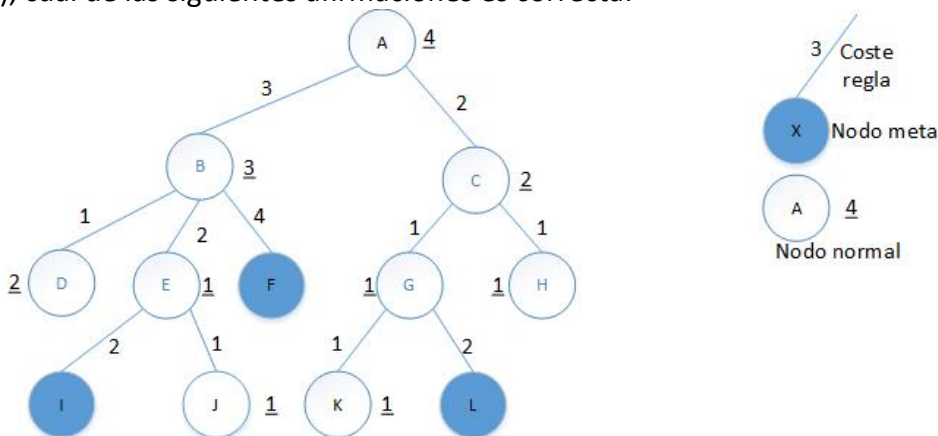 cuál de las siguientes afirmaciones es correcta:
A 4
3
2
3 Coste
regla
X Nodo meta
B 3
C 2
A 4
Nodo normal
1
2
4
1
1
2 D
E 1
F
1 G
1 H
2
1
1
2
I
J 1
K 1
L